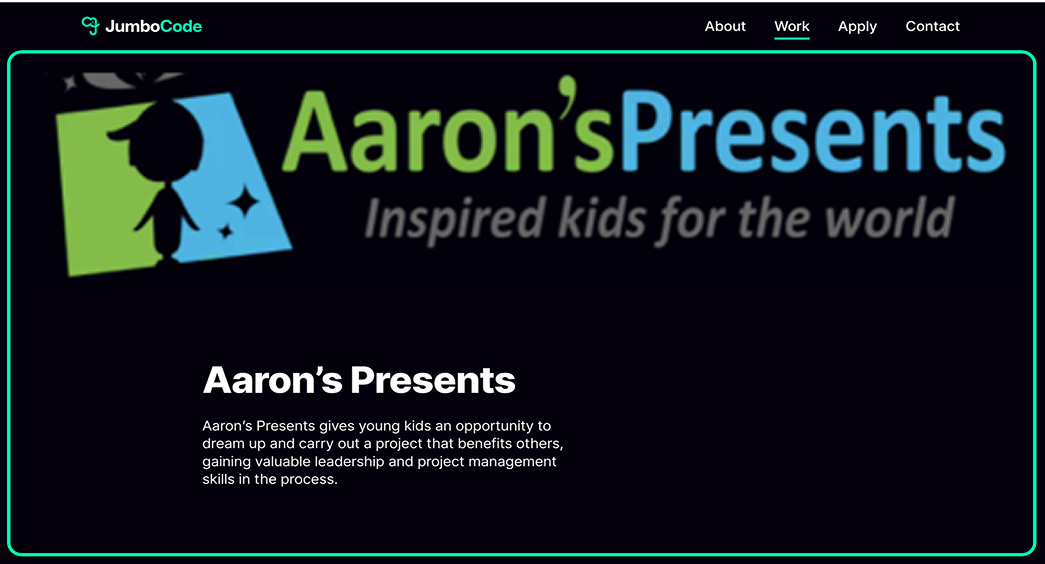 JumboCode
About Work Apply Contact
Aaron’sPresents
Inspired kids for the world
Aaron’s Presents
Aaron’s Presents gives young kids an opportunity to
dream up and carry out a project that benefits others,
gaining valuable leadership and project management
skills in the process.